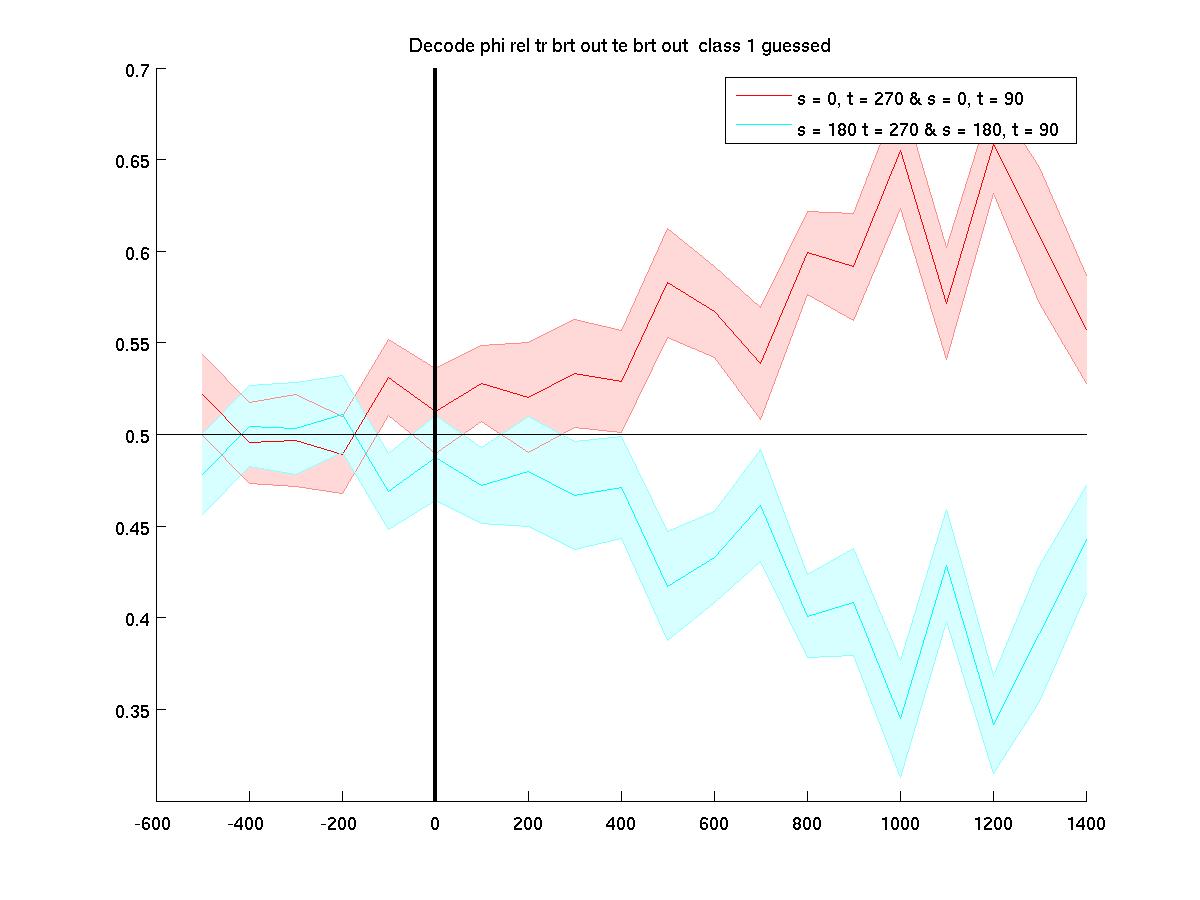 Decode phi rel tr brt out te brt out  class 1 guessed
0.7
s = 0, t = 270 & s = 0, t = 90
s = 180 t = 270 & s = 180, t = 90
0.65
0.6
0.55
0.5
0.45
0.4
0.35
-600 -400 -200 0 200 400 600 800 1000 1200 1400